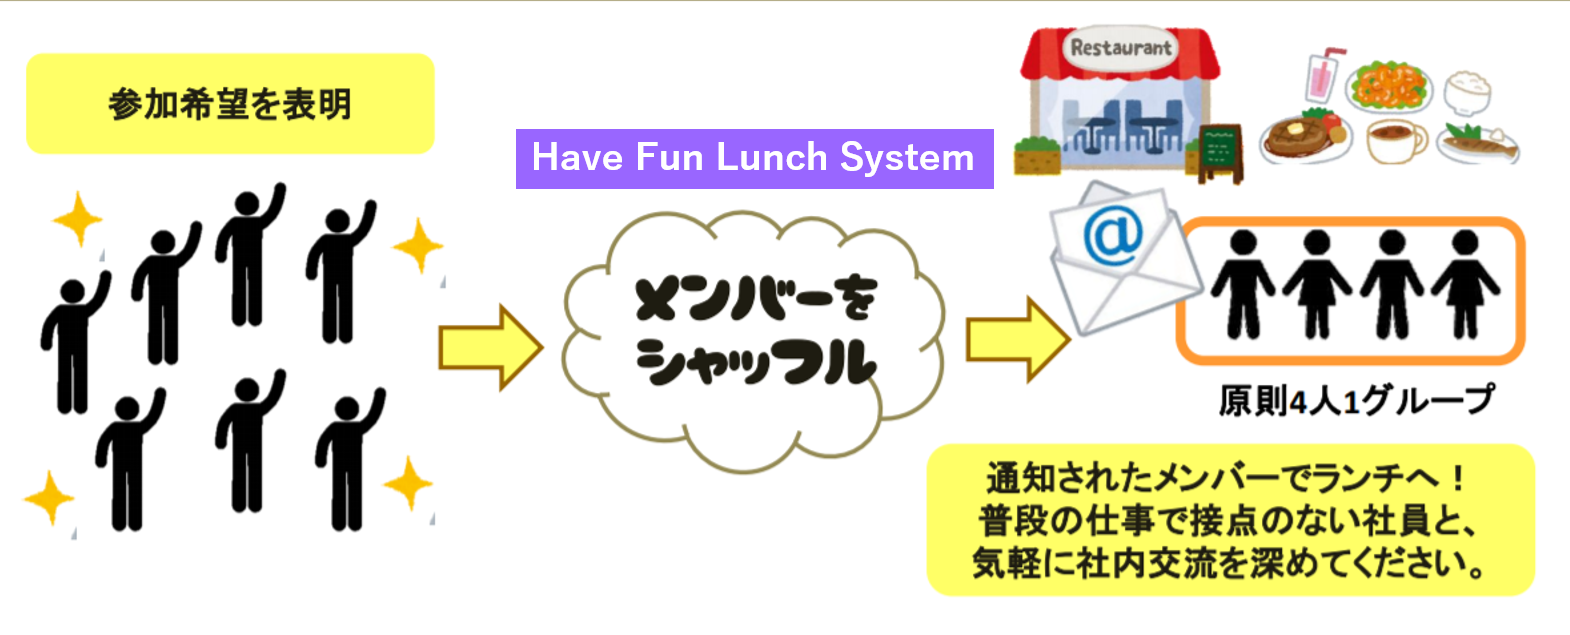 参加希望を表明
Have Fun Lunch System
メンバーを
シャッフル
Restaurant
@
原則4人1グループ
通知されたメンバーでランチへ！
普段の仕事で接点のない社員と、
気軽に社内交流を深めてください。